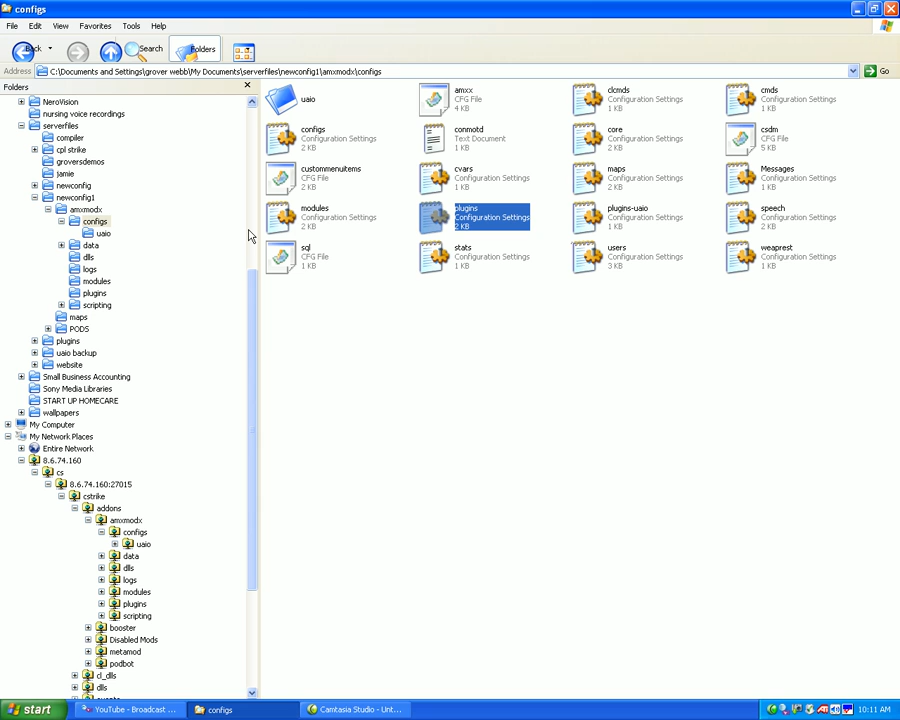 configs
File Edit View Favorites Tools Help
Back Search Folders
Address C:\Documents and Settings\grover webb\My Documents\serverfiles\newconfig1\amxmodx\configs Go
Folders
NeroVision
nursing voice recordings
serverfiles
compiler
cpl strike
groversdemos
jamie
newconfig
newconfig1
amxmodx
configs
uaio
data
dlls
logs
modules
plugins
scripting
maps
PODS
plugins
uaio backup
website
Small Business Accounting
Sony Media Libraries
START UP HOMECARE
wallpapers
My Computer
My Network Places
Entire Network
8.6.74.160
cs
8.6.74.160:27015
cstrike
addons
amxmodx
configs
uaio
data
dlls
logs
modules
plugins
scripting
booster
Disabled Mods
metamod
podbot
cl_dlls
dlls
events
uaio
amxx
CFG File
4 KB
clcmds
Configuration Settings
1 KB
cmds
Configuration Settings
1 KB
configs
Configuration Settings
2 KB
conmotd
Text Document
1 KB
core
Configuration Settings
2 KB
csdm
CFG File
5 KB
custommenuitems
CFG File
2 KB
cvars
Configuration Settings
1 KB
maps
Configuration Settings
2 KB
Messages
Configuration Settings
1 KB
modules
Configuration Settings
2 KB
plugins
Configuration Settings
2 KB
plugins-uaio
Configuration Settings
1 KB
speech
Configuration Settings
2 KB
sql
CFG File
1 KB
stats
Configuration Settings
1 KB
users
Configuration Settings
3 KB
weaprest
Configuration Settings
1 KB
start YouTube - Broadcast ... configs Camtasia Studio - Unt... 10:11 AM